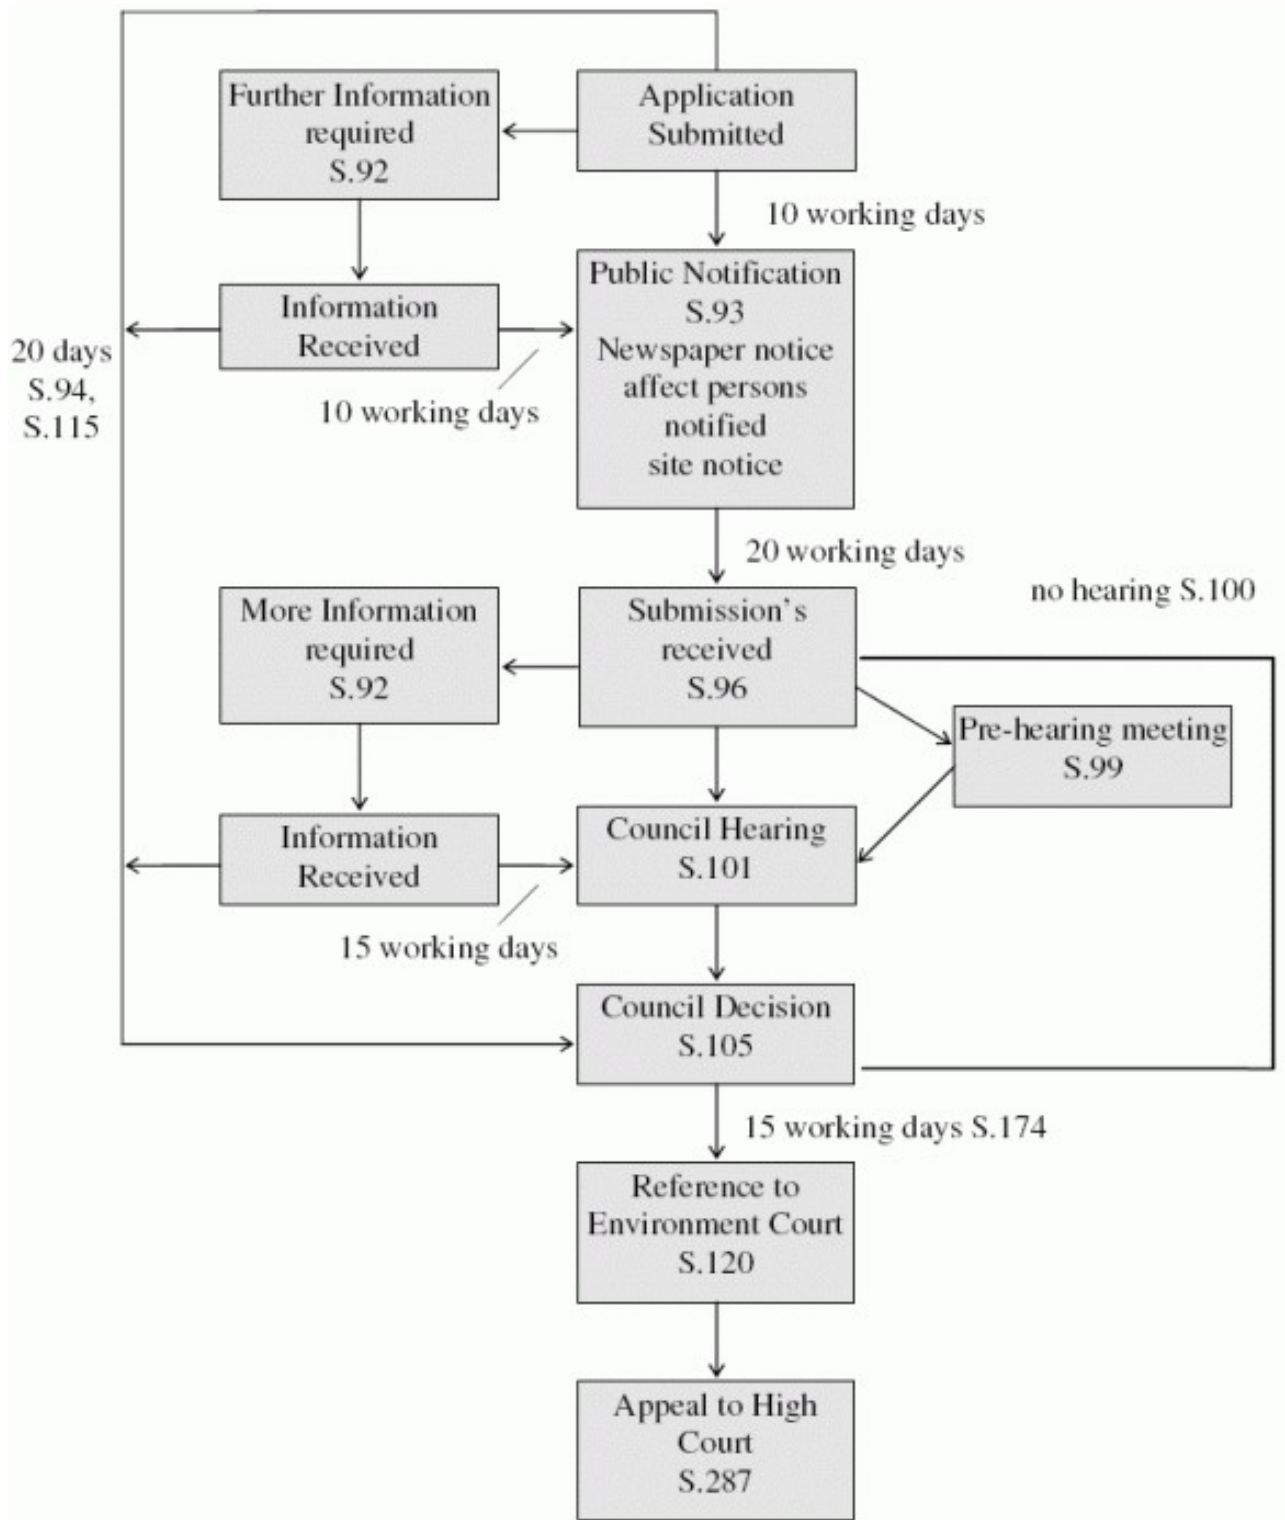 Further Information
required
S.92
Application
Submitted
10 working days
Public Notification
S.93
Newspaper notice
affect persons
notified
site notice
Information
Received
10 working days
20 days
S.94,
S.115
20 working days
no hearing S.100
More Information
required
S.92
Submission's
received
S.96
Pre-hearing meeting
S.99
Information
Received
Council Hearing
S.101
15 working days
Council Decision
S.105
15 working days S.174
Reference to
Environment Court
S.120
Appeal to High
Court
S.287